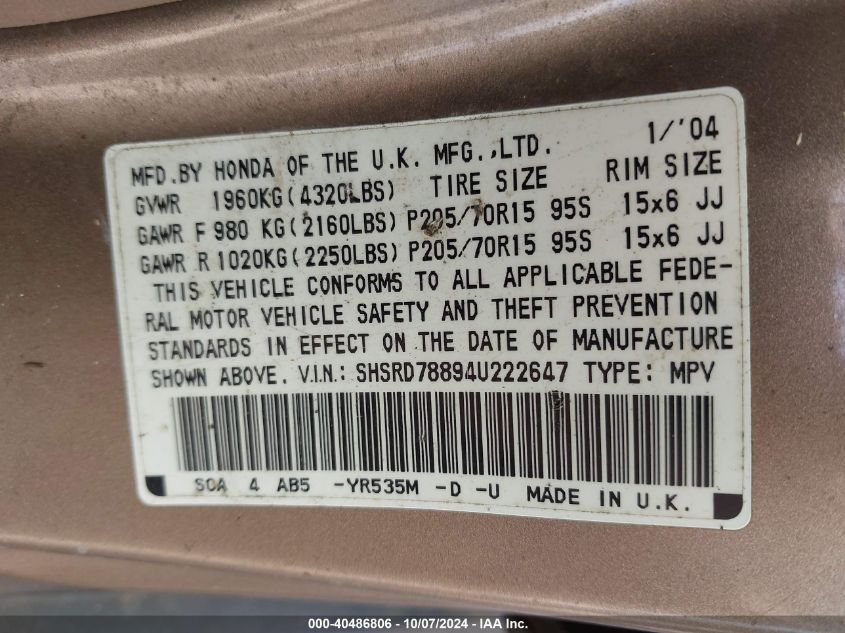 MFD.BY HONDA OF THE U.K. MFG.,LTD. 1/'04
GVWR 1960KG(4320LBS) TIRE SIZE RIM SIZE
GAWR F 980 KG(2160LBS) P205/70R15 95S 15x6 JJ
GAWR R 1020KG(2250LBS) P205/70R15 95S 15x6 JJ
THIS VEHICLE CONFORMS TO ALL APPLICABLE FEDE-
RAL MOTOR VEHICLE SAFETY AND THEFT PREVENTION
STANDARDS IN EFFECT ON THE DATE OF MANUFACTURE
SHOWN ABOVE. V.I.N.: SHSRD78894U222647 TYPE: MPV
SOA 4 AB5 -YR535M -D -U MADE IN U.K.
000-40486806 - 10/07/2024 - IAA Inc.